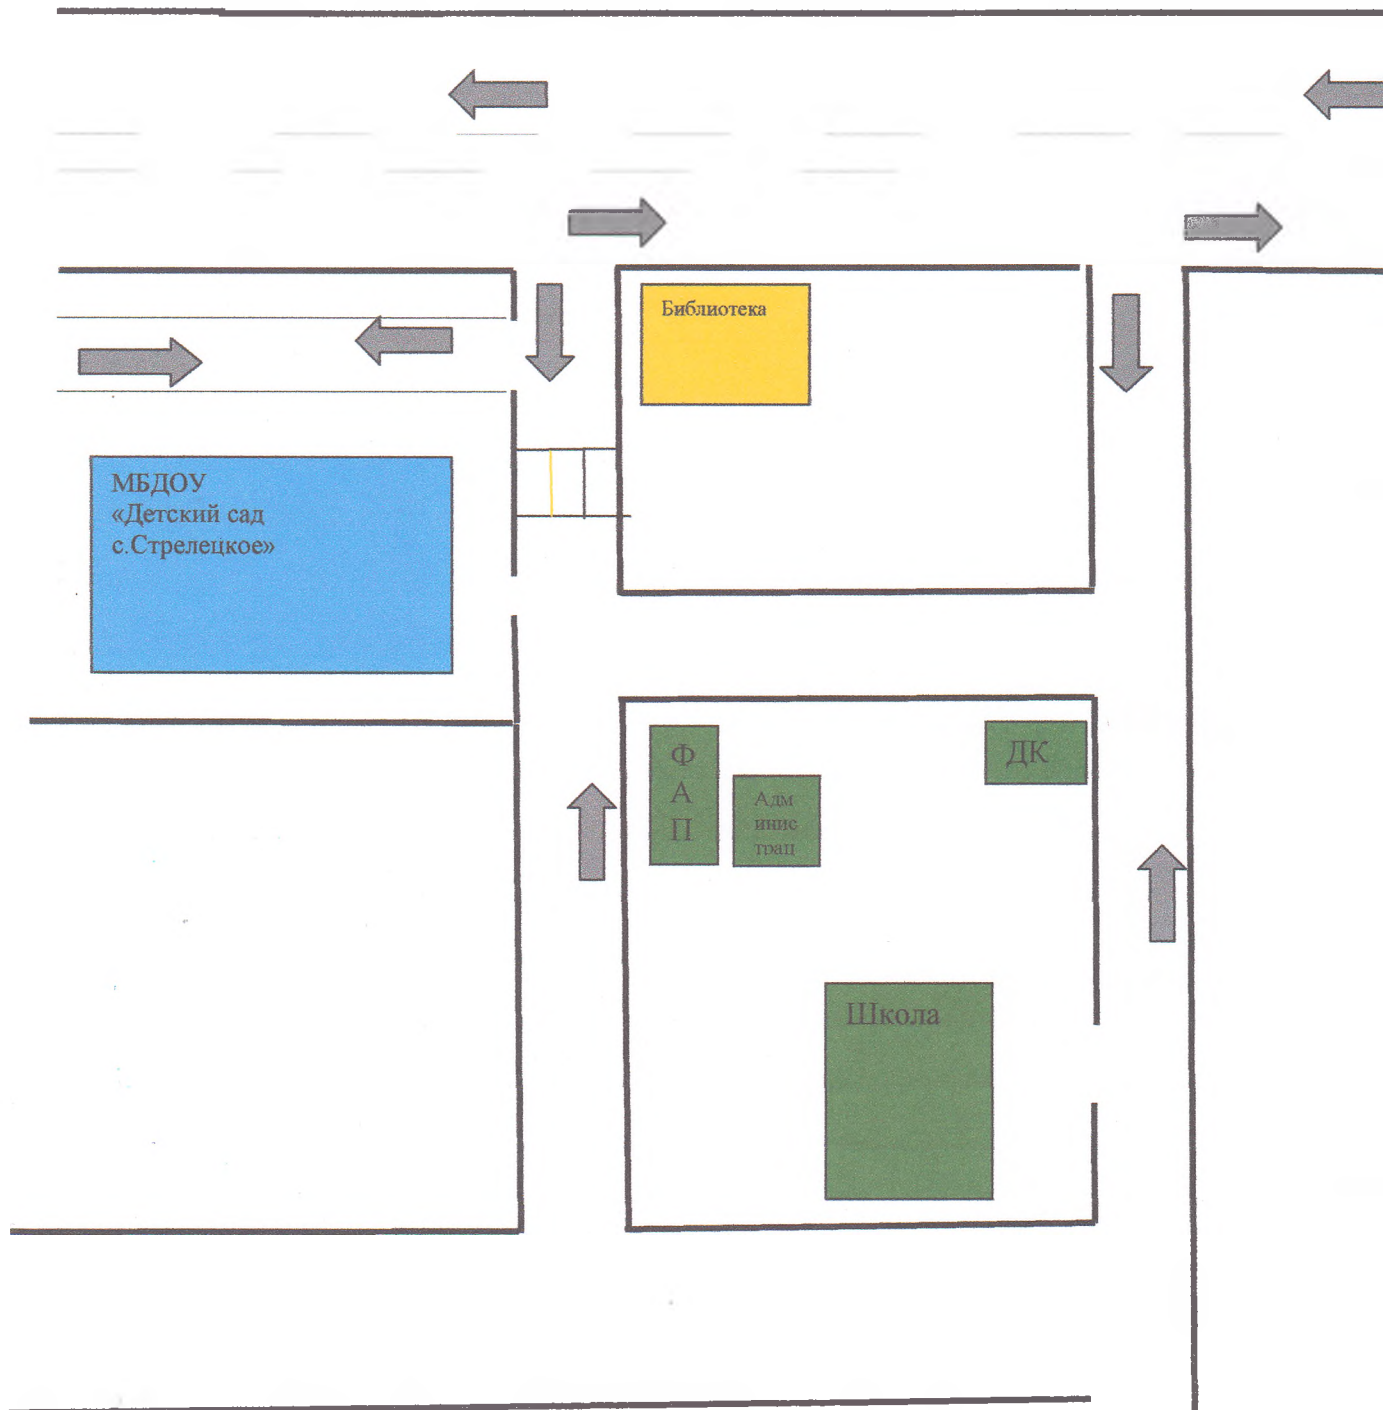 Библиотека
МБДОУ
«Детский сад
с.Стрелецкое»
Ф
А
П
Адм
инис
трац
ДК
Школа